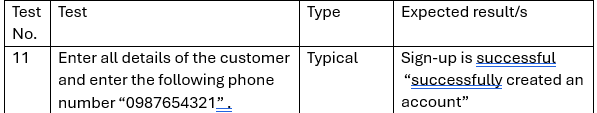 Test Test Type Expected result/s
No.
11 Enter all details of the customer Typical Sign-up is successful
and enter the following phone “successfully created an
number “0987654321” . account”